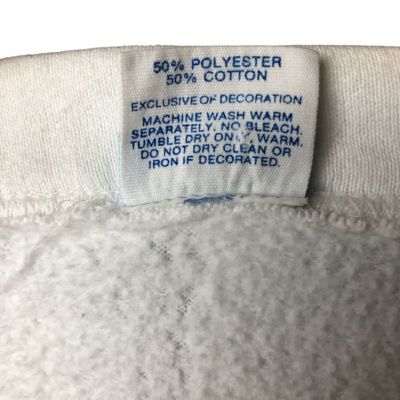 50% POLYESTER
50% COTTON
EXCLUSIVE OF DECORATION
MACHINE WASH WARM
SEPARATELY. NO BLEACH.
TUMBLE DRY ONLY, WARM.
DO NOT DRY CLEAN OR
IRON IF DECORATED.